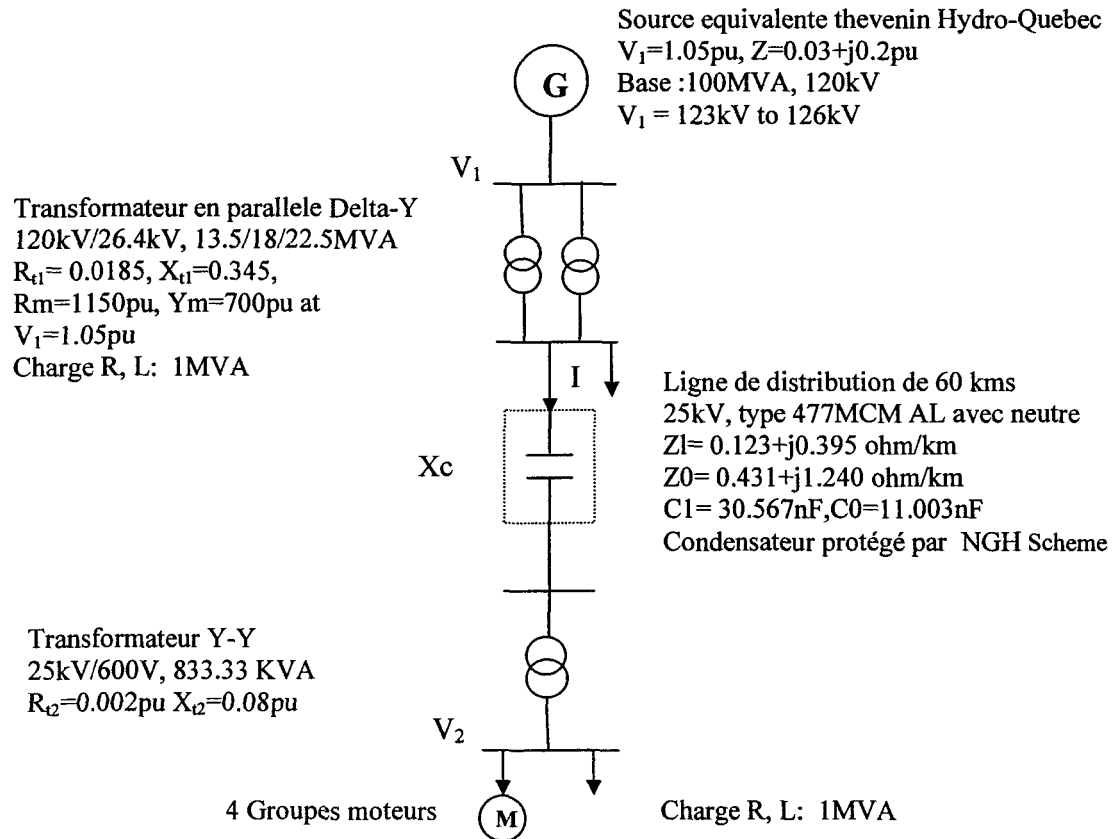 Source equivalente thevenin Hydro-Quebec
V₁=1.05pu, Z=0.03+j0.2pu
Base :100MVA, 120kV
V₁ = 123kV to 126kV
G
V₁
Transformateur en parallele Delta-Y
120kV/26.4kV, 13.5/18/22.5MVA
Rₜ₁= 0.0185, Xₜ₁=0.345,
Rm=1150pu, Ym=700pu at
V₁=1.05pu
Charge R, L: 1MVA
I
Ligne de distribution de 60 kms
25kV, type 477MCM AL avec neutre
Zl= 0.123+j0.395 ohm/km
Z0= 0.431+j1.240 ohm/km
C1= 30.567nF,C0=11.003nF
Condensateur protégé par NGH Scheme
Xc
Transformateur Y-Y
25kV/600V, 833.33 KVA
Rₜ₂=0.002pu Xₜ₂=0.08pu
V₂
4 Groupes moteurs
M
Charge R, L: 1MVA